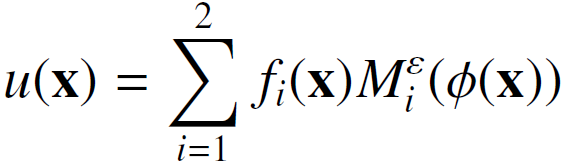 u(𝐱) = ∑_{i=1}^{2} f_i(𝐱) M_i^ε(ϕ(𝐱))